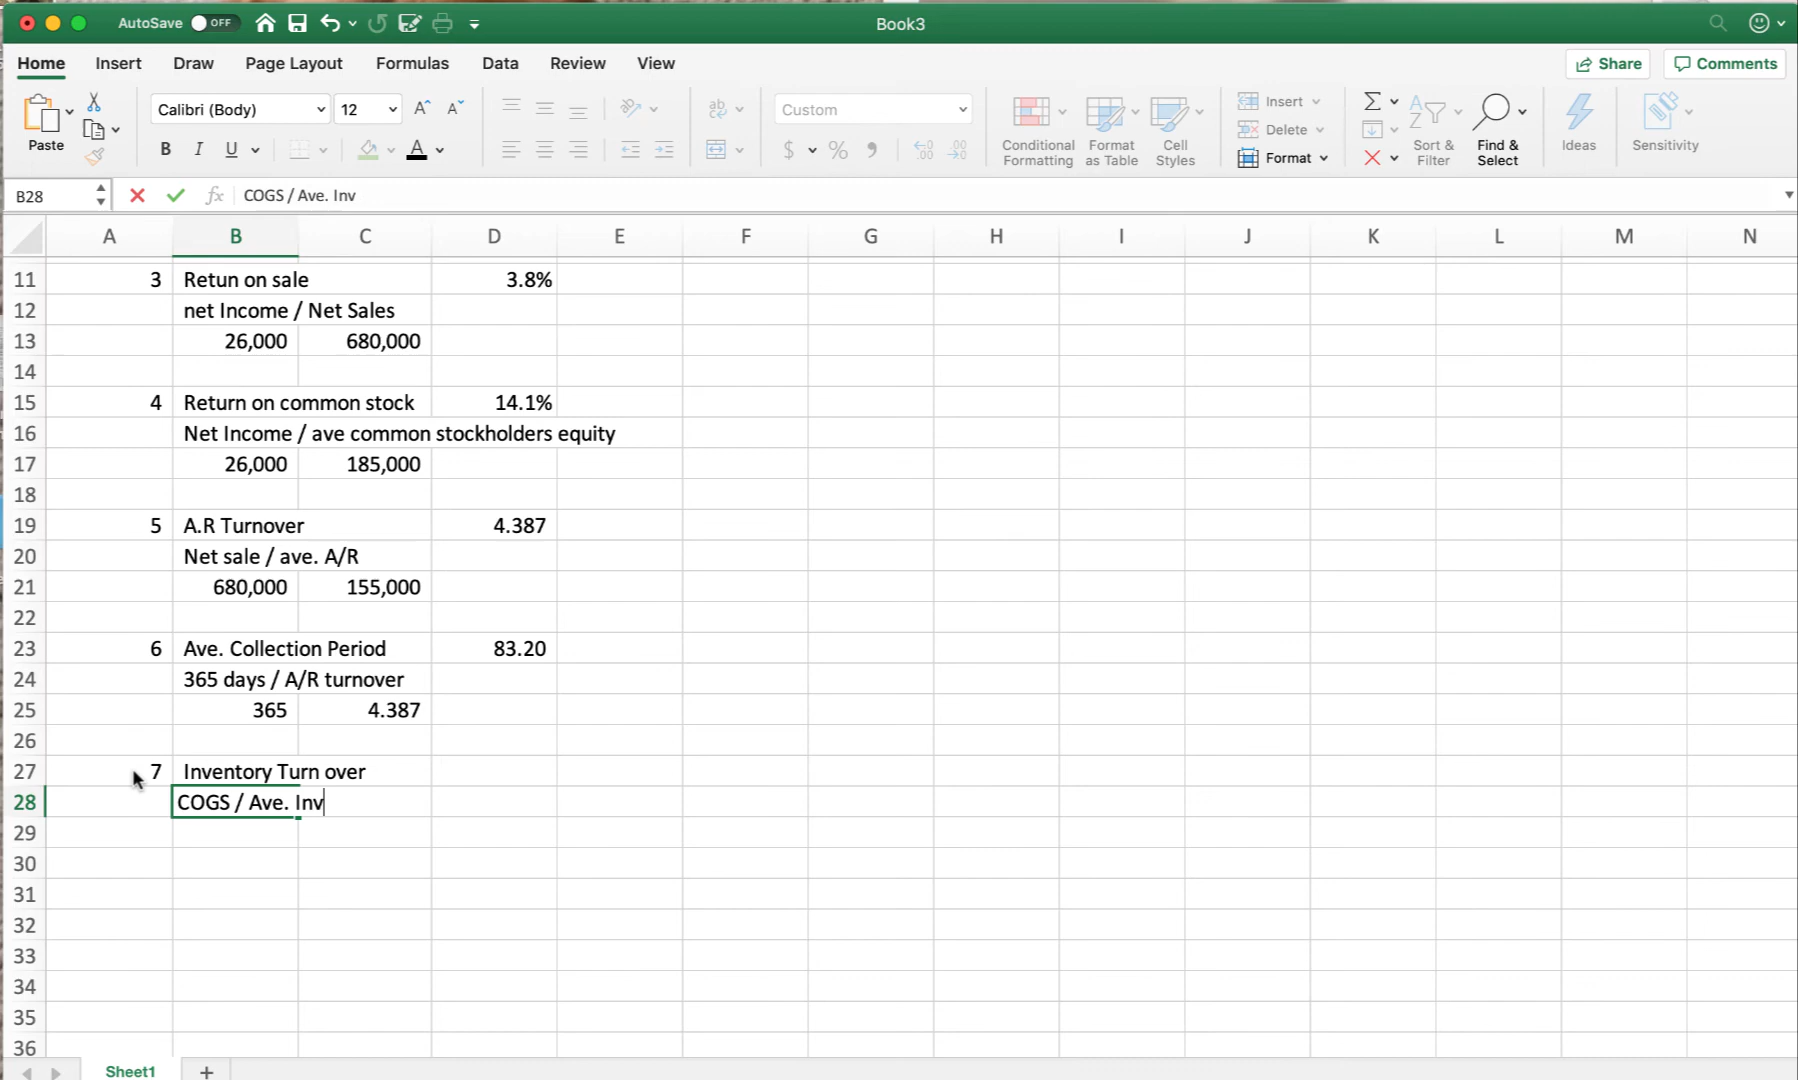 AutoSave OFF Book3
Home Insert Draw Page Layout Formulas Data Review View Share Comments
Paste Calibri (Body) 12 A A B I U A ab Custom $ % 9
Conditional Formatting Format as Table Cell Styles Insert Delete Format Σ Sort & Filter Find & Select Ideas Sensitivity
B28 fx COGS / Ave. Inv
A B C D E F G H I J K L M N
11 3 Retun on sale 3.8%
12 net Income / Net Sales
13 26,000 680,000
14
15 4 Return on common stock 14.1%
16 Net Income / ave common stockholders equity
17 26,000 185,000
18
19 5 A.R Turnover 4.387
20 Net sale / ave. A/R
21 680,000 155,000
22
23 6 Ave. Collection Period 83.20
24 365 days / A/R turnover
25 365 4.387
26
27 7 Inventory Turn over
28 COGS / Ave. Inv
29
30
31
32
33
34
35
36
Sheet1